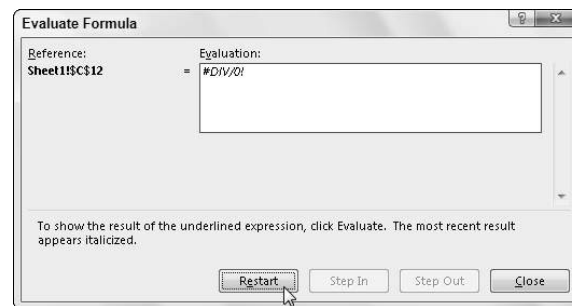 Evaluate Formula
Reference:
Evaluation:
Sheet1!$C$12 = #DIV/0!
To show the result of the underlined expression, click Evaluate. The most recent result
appears italicized.
Restart Step In Step Out Close